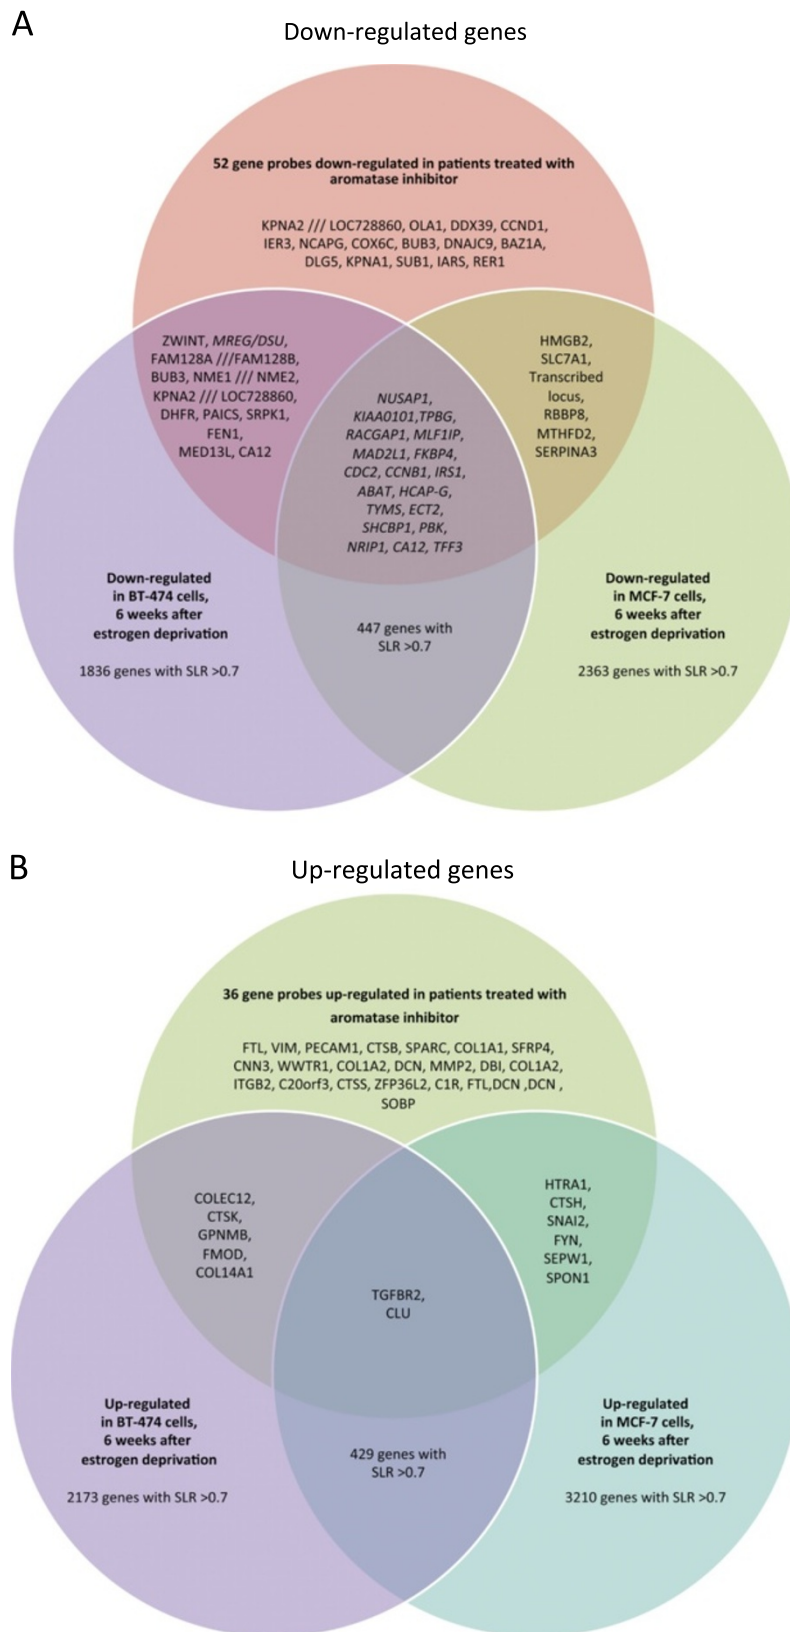 A
Down-regulated genes
52 gene probes down-regulated in patients treated with
aromatase inhibitor
KPNA2 /// LOC728860, OLA1, DDX39, CCND1,
IER3, NCAPG, COX6C, BUB3, DNAJC9, BAZ1A,
DLG5, KPNA1, SUB1, IARS, RER1
ZWINT, MREG/DSU,
FAM128A ///FAM128B,
BUB3, NME1 /// NME2,
KPNA2 /// LOC728860,
DHFR, PAICS, SRPK1,
FEN1,
MED13L, CA12
NUSAP1,
KIAA0101,TPBG,
RACGAP1, MLF1IP,
MAD2L1, FKBP4,
CDC2, CCNB1, IRS1,
ABAT, HCAP-G,
TYMS, ECT2,
SHCBP1, PBK,
NRIP1, CA12, TFF3
HMGB2,
SLC7A1,
Transcribed
locus,
RBBP8,
MTHFD2,
SERPINA3
Down-regulated
in BT-474 cells,
6 weeks after
estrogen deprivation
1836 genes with SLR >0.7
447 genes with
SLR >0.7
Down-regulated
in MCF-7 cells,
6 weeks after
estrogen deprivation
2363 genes with SLR >0.7
B
Up-regulated genes
36 gene probes up-regulated in patients treated with
aromatase inhibitor
FTL, VIM, PECAM1, CTSB, SPARC, COL1A1, SFRP4,
CNN3, WWTR1, COL1A2, DCN, MMP2, DBI, COL1A2,
ITGB2, C20orf3, CTSS, ZFP36L2, C1R, FTL,DCN ,DCN ,
SOBP
COLEC12,
CTSK,
GPNMB,
FMOD,
COL14A1
TGFBR2,
CLU
HTRA1,
CTSH,
SNAI2,
FYN,
SEPW1,
SPON1
Up-regulated
in BT-474 cells,
6 weeks after
estrogen deprivation
2173 genes with SLR >0.7
429 genes with
SLR >0.7
Up-regulated
in MCF-7 cells,
6 weeks after
estrogen deprivation
3210 genes with SLR >0.7